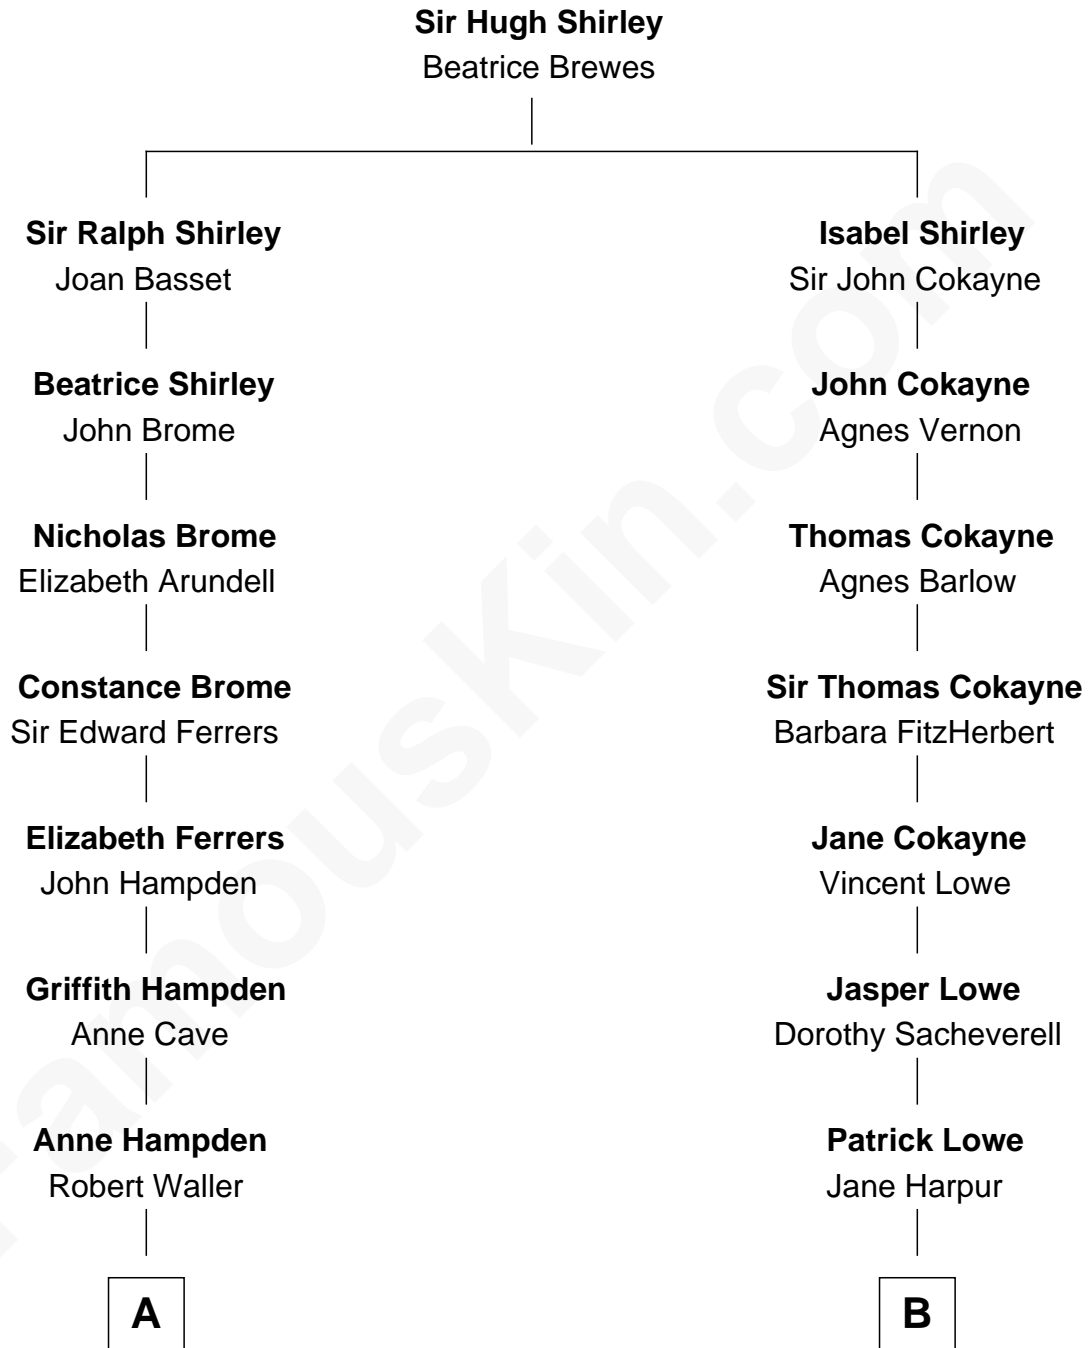 Sir Hugh Shirley
Beatrice Brewes
Sir Ralph Shirley
Joan Basset
Isabel Shirley
Sir John Cokayne
Beatrice Shirley
John Brome
John Cokayne
Agnes Vernon
Nicholas Brome
Elizabeth Arundell
Thomas Cokayne
Agnes Barlow
Constance Brome
Sir Edward Ferrers
Sir Thomas Cokayne
Barbara FitzHerbert
Elizabeth Ferrers
John Hampden
Jane Cokayne
Vincent Lowe
Griffith Hampden
Anne Cave
Jasper Lowe
Dorothy Sacheverell
Anne Hampden
Robert Waller
Patrick Lowe
Jane Harpur
A
B
FamousKin.com